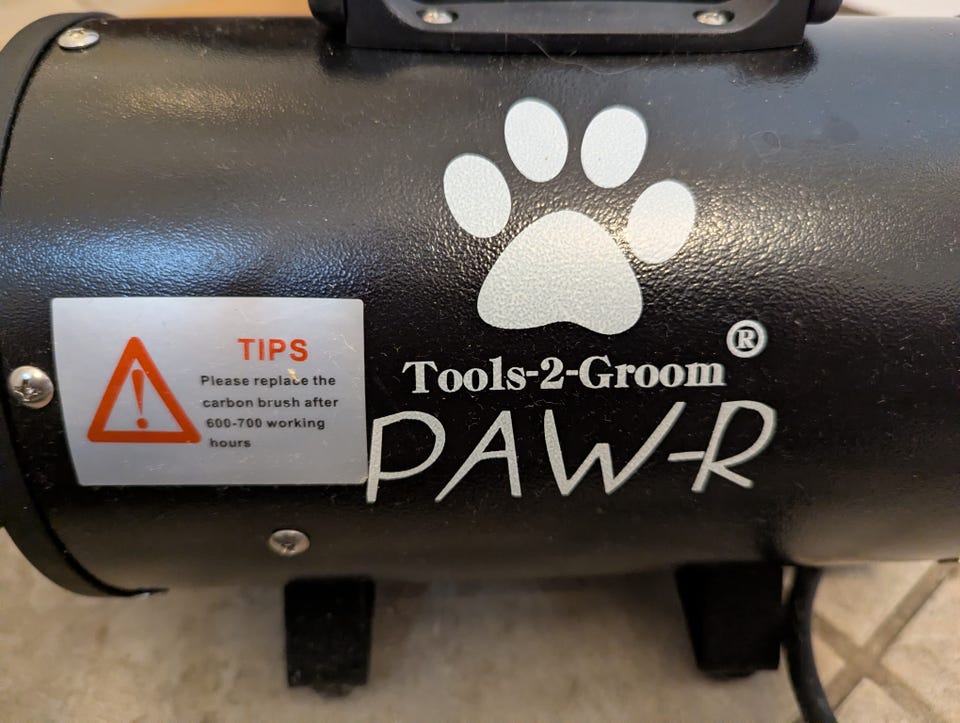 TIPS
Please replace the
carbon brush after
600-700 working
hours
Tools-2-Groom®
PAW-R